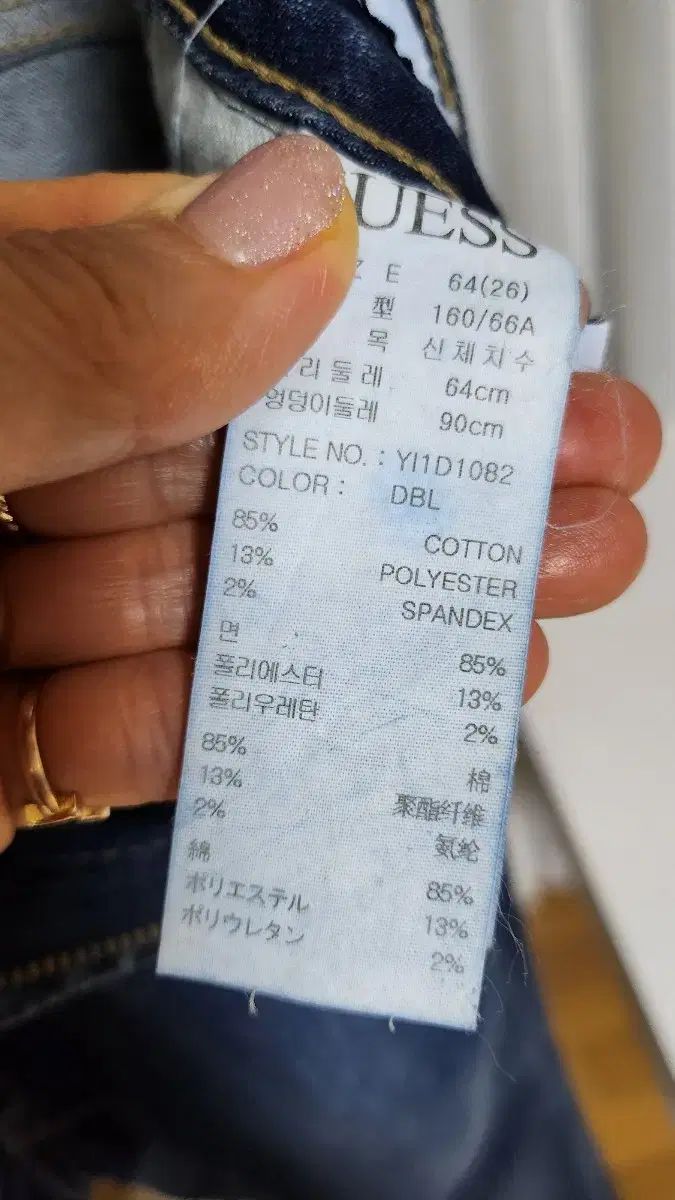 UESS
Z E 64(26)
型 160/66A
목 신체치수
리둘레 64cm
엉덩이둘레 90cm
STYLE NO. : YI1D1082
COLOR : DBL
85% COTTON
13% POLYESTER
2% SPANDEX
면 85%
폴리에스터 13%
폴리우레탄 2%
85% 棉
13% 聚酯纤维
2% 氨纶
綿 85%
ポリエステル 13%
ポリウレタン 2%